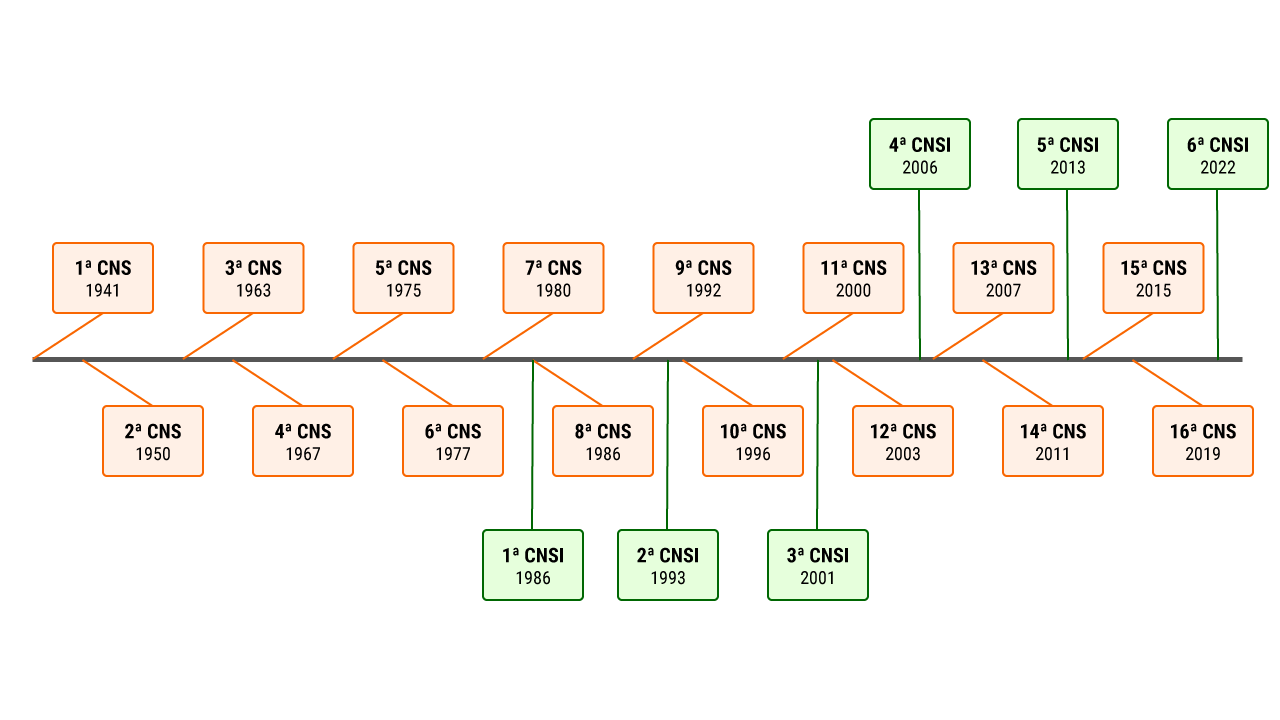 4ª CNSI
2006
5ª CNSI
2013
6ª CNSI
2022
1ª CNS
1941
3ª CNS
1963
5ª CNS
1975
7ª CNS
1980
9ª CNS
1992
11ª CNS
2000
13ª CNS
2007
15ª CNS
2015
2ª CNS
1950
4ª CNS
1967
6ª CNS
1977
8ª CNS
1986
10ª CNS
1996
12ª CNS
2003
14ª CNS
2011
16ª CNS
2019
1ª CNSI
1986
2ª CNSI
1993
3ª CNSI
2001